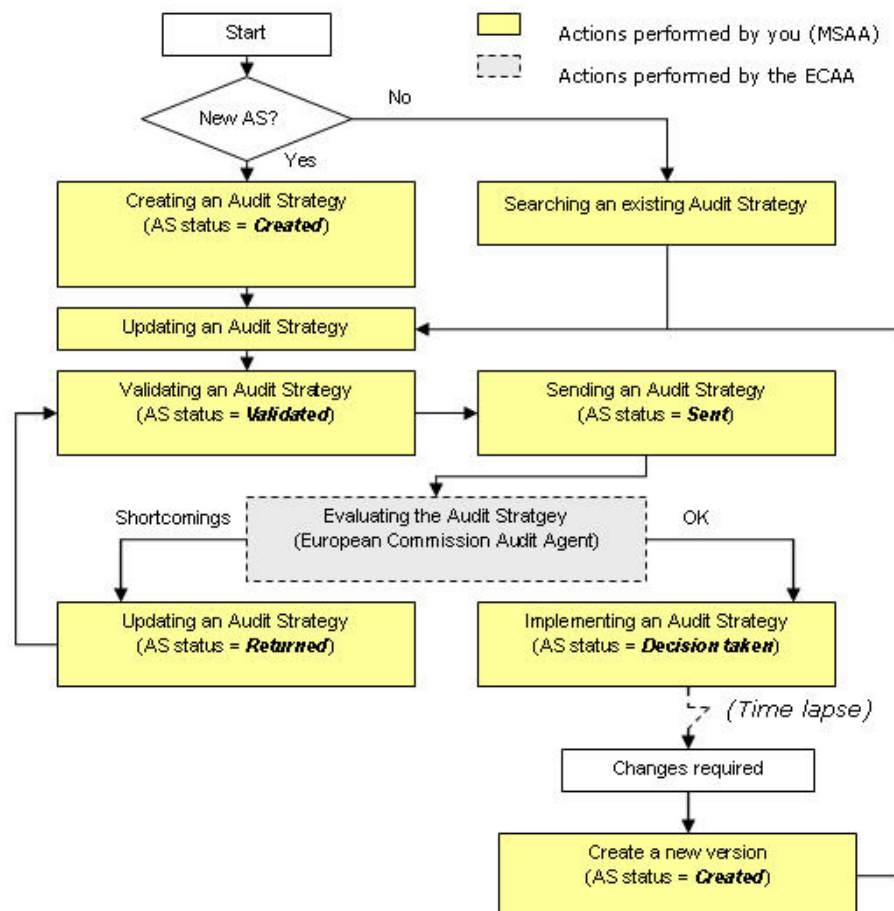 Start
Actions performed by you (MSAA)
Actions performed by the ECAA
New AS?
No
Yes
Creating an Audit Strategy
(AS status = Created)
Searching an existing Audit Strategy
Updating an Audit Strategy
Validating an Audit Strategy
(AS status = Validated)
Sending an Audit Strategy
(AS status = Sent)
Shortcomings
Evaluating the Audit Stratgey
(European Commission Audit Agent)
OK
Updating an Audit Strategy
(AS status = Returned)
Implementing an Audit Strategy
(AS status = Decision taken)
(Time lapse)
Changes required
Create a new version
(AS status = Created)